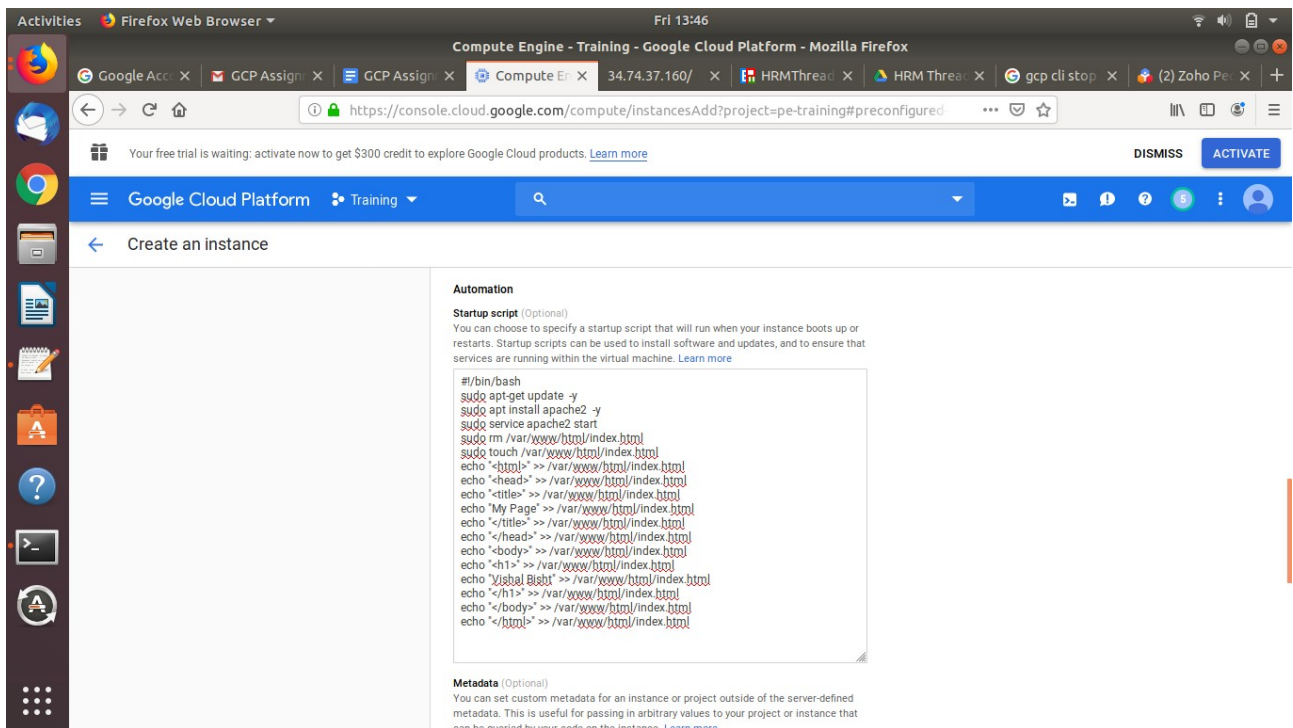 Activities Firefox Web Browser Fri 13:46
Compute Engine - Training - Google Cloud Platform - Mozilla Firefox
Google Acc GCP Assign GCP Assign Compute En 34.74.37.160/ HRMThread HRM Thread gcp cli stop (2) Zoho Pe
https://console.cloud.google.com/compute/instancesAdd?project=pe-training#preconfigured-
Your free trial is waiting: activate now to get $300 credit to explore Google Cloud products. Learn more DISMISS ACTIVATE
Google Cloud Platform Training 5
Create an instance
Automation
Startup script (Optional)
You can choose to specify a startup script that will run when your instance boots up or
restarts. Startup scripts can be used to install software and updates, and to ensure that
services are running within the virtual machine. Learn more
#!/bin/bash
sudo apt-get update -y
sudo apt install apache2 -y
sudo service apache2 start
sudo rm /var/www/html/index.html
sudo touch /var/www/html/index.html
echo "<html>" >> /var/www/html/index.html
echo "<head>" >> /var/www/html/index.html
echo "<title>" >> /var/www/html/index.html
echo "My Page" >> /var/www/html/index.html
echo "</title>" >> /var/www/html/index.html
echo "</head>" >> /var/www/html/index.html
echo "<body>" >> /var/www/html/index.html
echo "<h1>" >> /var/www/html/index.html
echo "Vishal Bisht" >> /var/www/html/index.html
echo "</h1>" >> /var/www/html/index.html
echo "</body>" >> /var/www/html/index.html
echo "</html>" >> /var/www/html/index.html
Metadata (Optional)
You can set custom metadata for an instance or project outside of the server-defined
metadata. This is useful for passing in arbitrary values to your project or instance that
can be queried by your code on the instance. Learn more